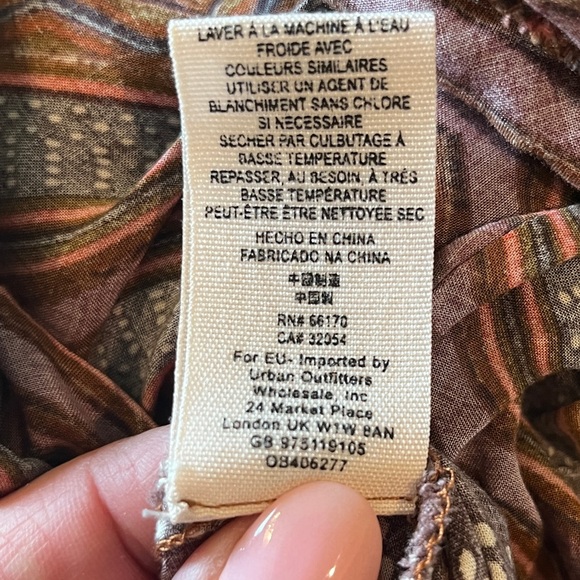 LAVER À LA MACHINE À L'EAU
FROIDE AVEC
COULEURS SIMILAIRES
UTILISER UN AGENT DE
BLANCHIMENT SANS CHLORE
SI NECESSAIRE
SECHER PAR CULBUTAGE À
BASSE TEMPERATURE
REPASSER, AU BESOIN, À TRÈS
BASSE TEMPÉRATURE
PEUT-ÊTRE ÊTRE NETTOYÉE SEC
HECHO EN CHINA
FABRICADO NA CHINA
中国制造
中國製
RN# 66170
CA# 32054
For EU- Imported by
Urban Outfitters
Wholesale, Inc
24 Market Place
London UK W1W 8AN
GB 975119105
OB406277